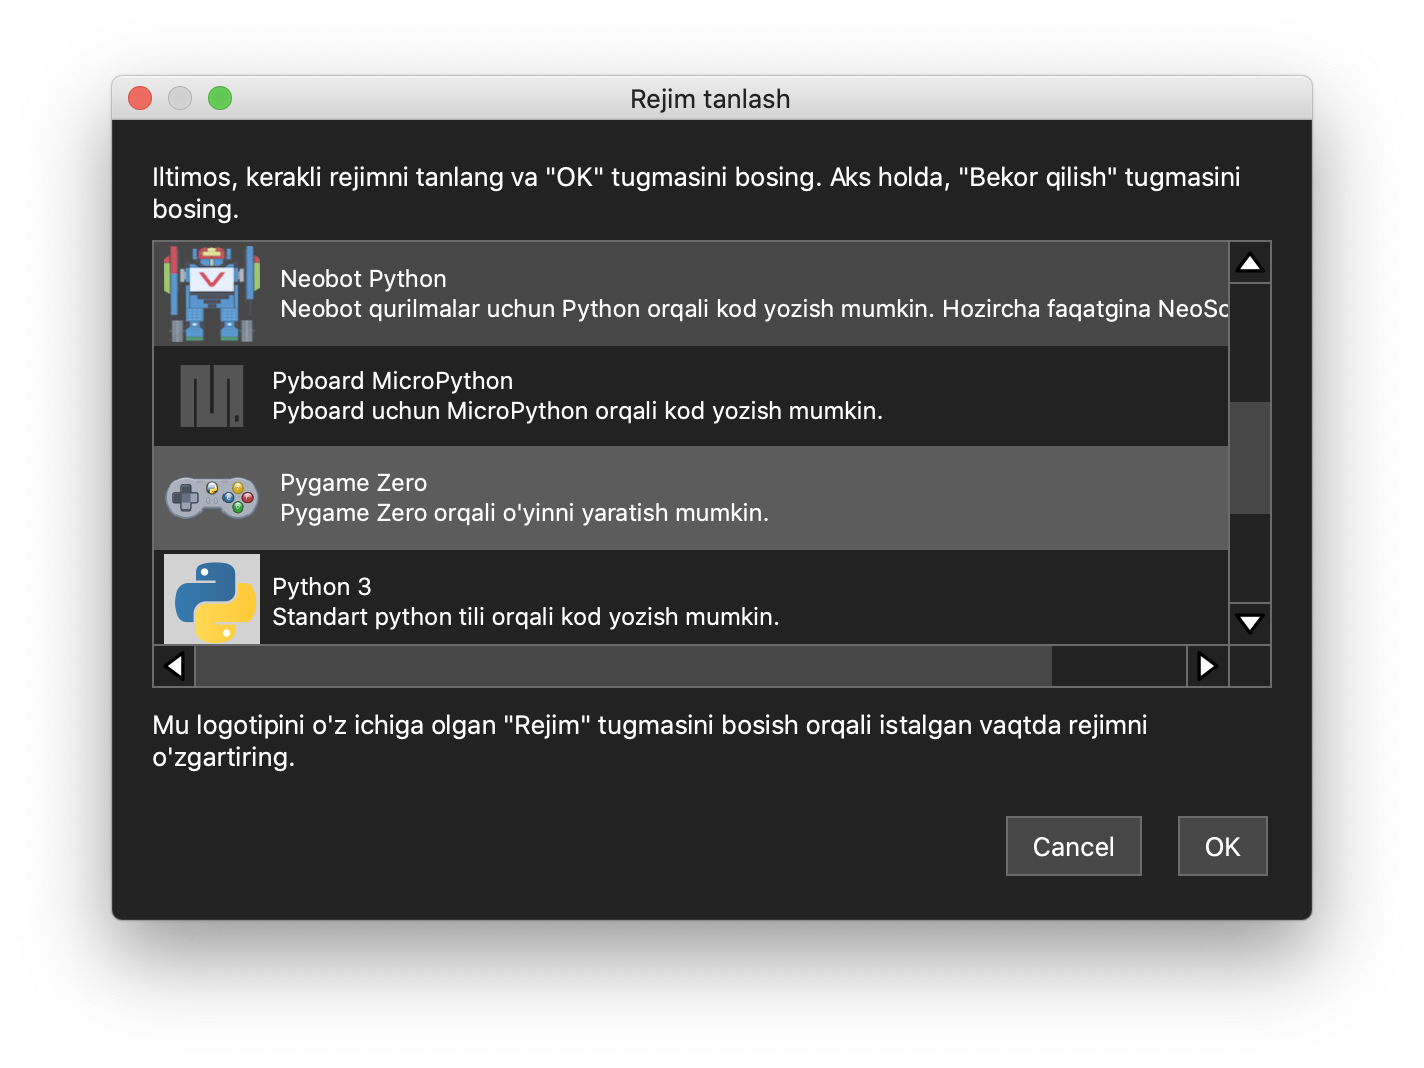 Rejim tanlash
Iltimos, kerakli rejimni tanlang va "OK" tugmasini bosing. Aks holda, "Bekor qilish" tugmasini
bosing.
Neobot Python
Neobot qurilmalar uchun Python orqali kod yozish mumkin. Hozircha faqatgina NeoSc
Pyboard MicroPython
Pyboard uchun MicroPython orqali kod yozish mumkin.
Pygame Zero
Pygame Zero orqali o'yinni yaratish mumkin.
Python 3
Standart python tili orqali kod yozish mumkin.
Mu logotipini o'z ichiga olgan "Rejim" tugmasini bosish orqali istalgan vaqtda rejimni
o'zgartiring.
Cancel
OK